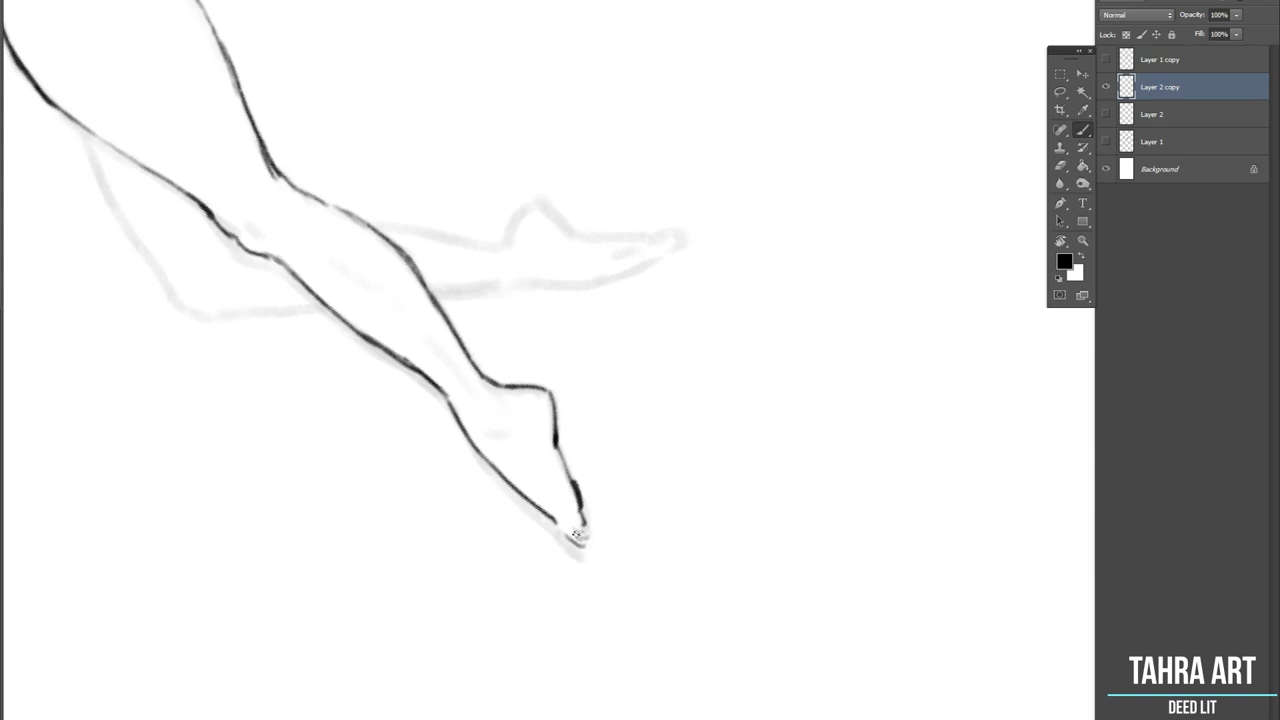 Normal
Opacity: 100%
Lock:
Fill: 100%
Layer 1 copy
Layer 2 copy
Layer 2
Layer 1
Background
T
TAHRA ART
DEED LIT